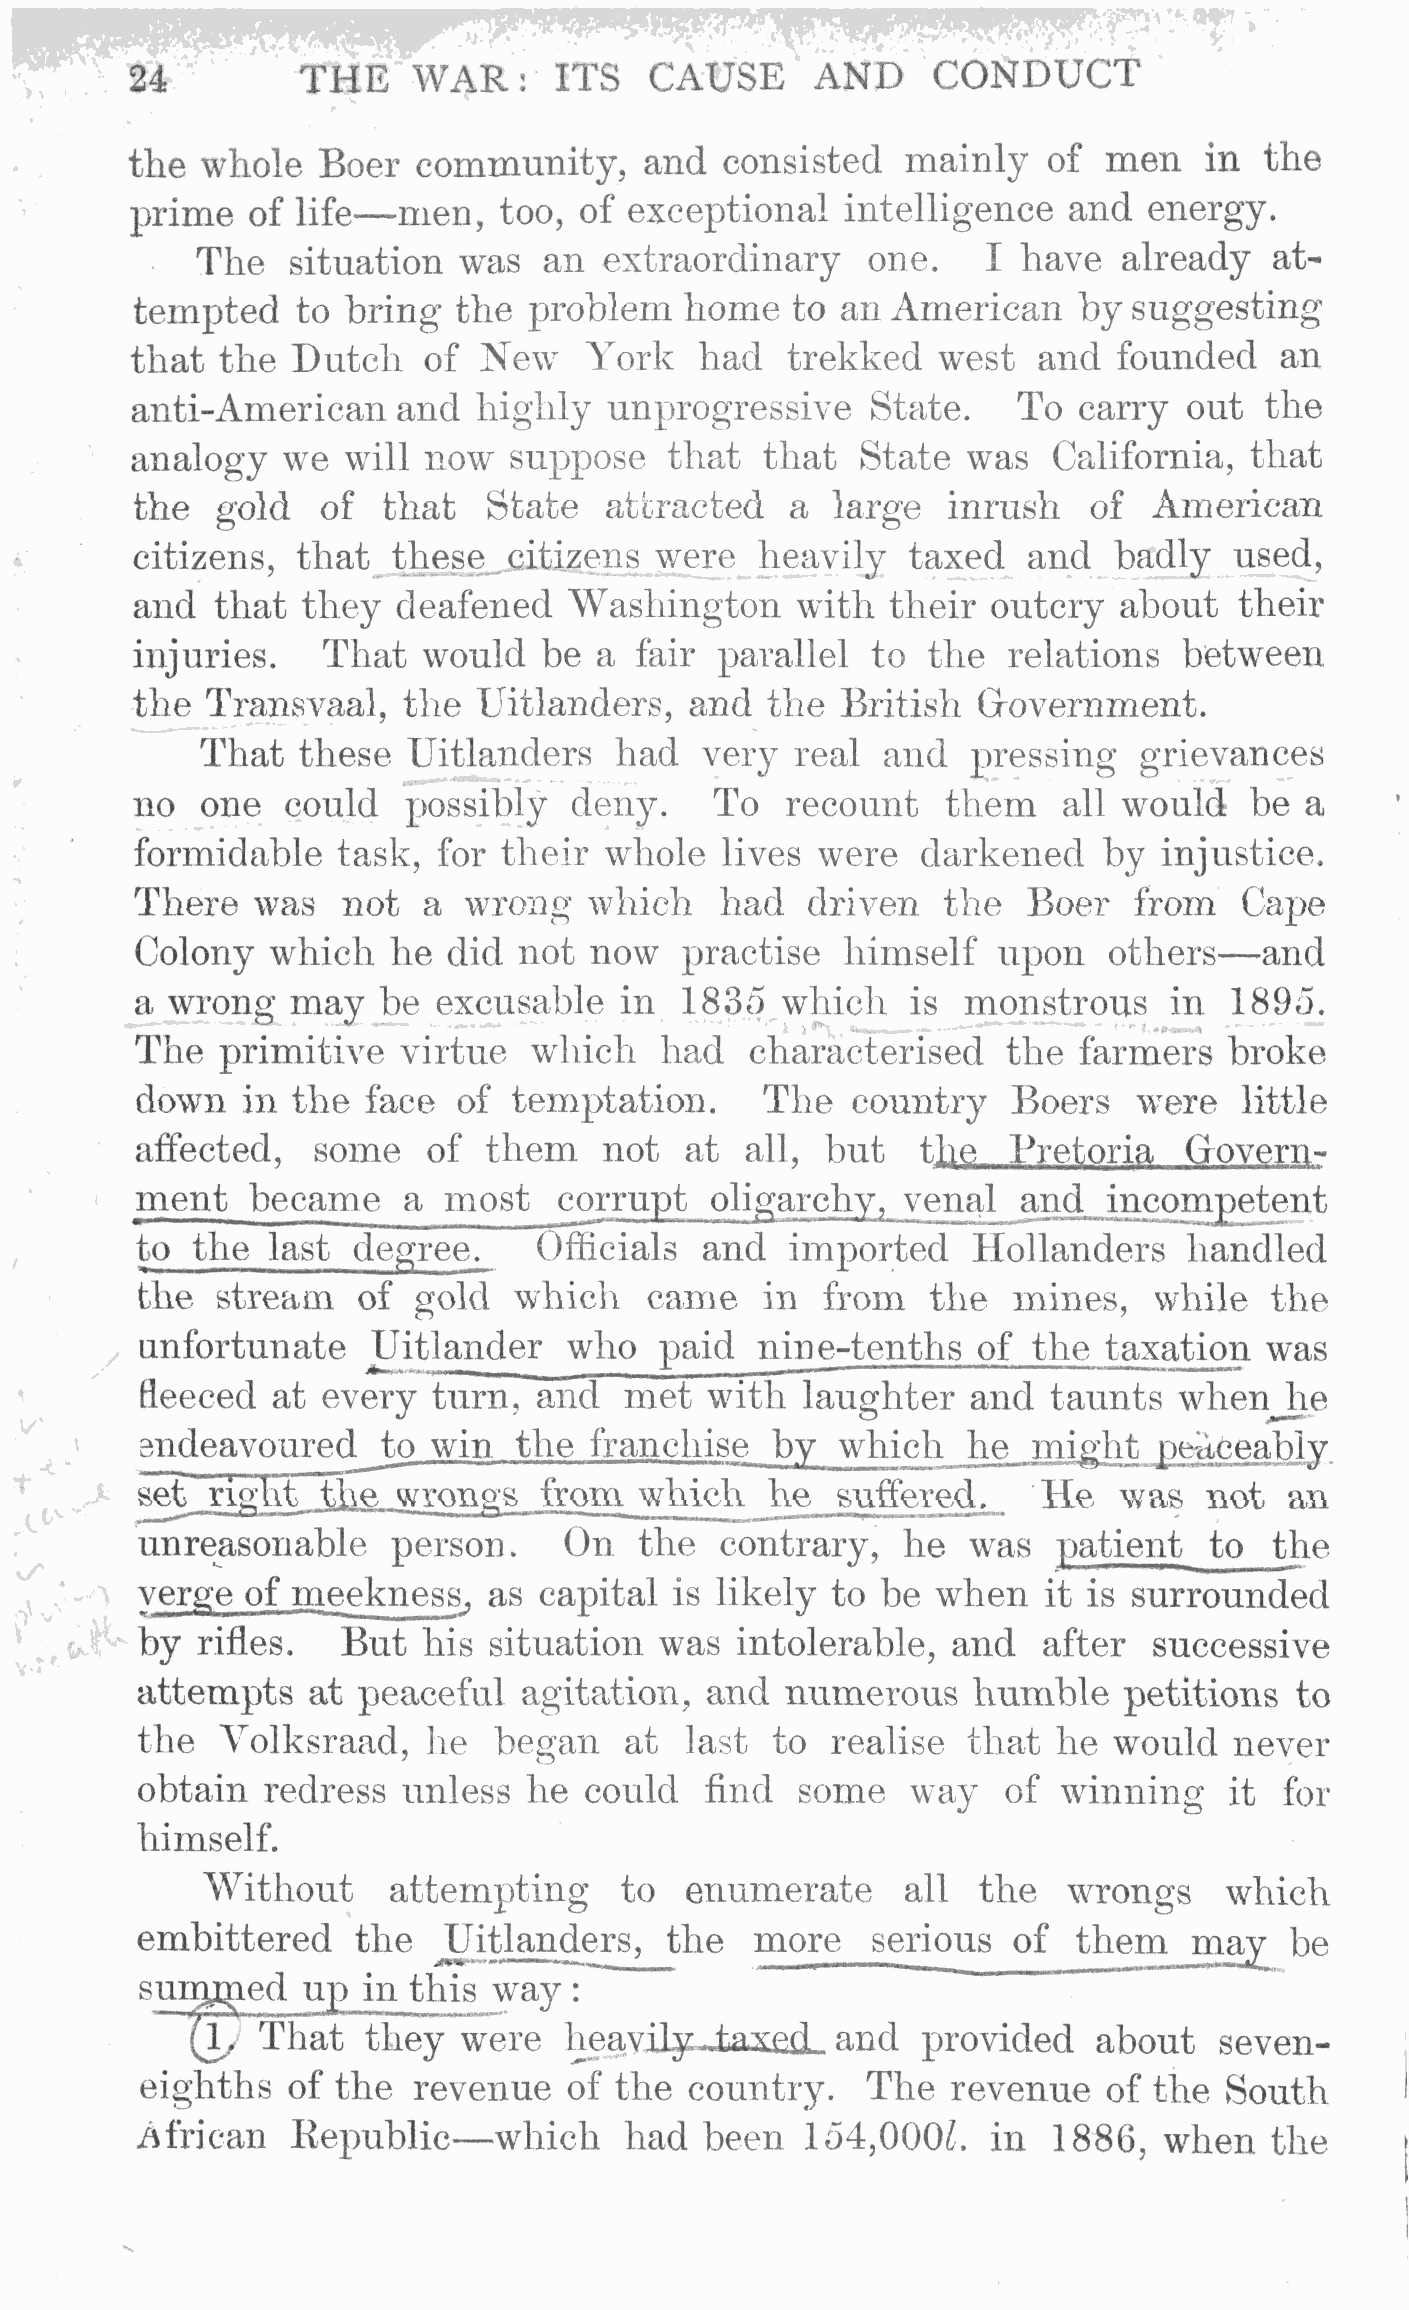 24 THE WAR: ITS CAUSE AND CONDUCT
the whole Boer community, and consisted mainly of men in the
prime of life—men, too, of exceptional intelligence and energy.
The situation was an extraordinary one. I have already at-
tempted to bring the problem home to an American by suggesting
that the Dutch of New York had trekked west and founded an
anti-American and highly unprogressive State. To carry out the
analogy we will now suppose that that State was California, that
the gold of that State attracted a large inrush of American
citizens, that these citizens were heavily taxed and badly used,
and that they deafened Washington with their outcry about their
injuries. That would be a fair parallel to the relations between
the Transvaal, the Uitlanders, and the British Government.
That these Uitlanders had very real and pressing grievances
no one could possibly deny. To recount them all would be a
formidable task, for their whole lives were darkened by injustice.
There was not a wrong which had driven the Boer from Cape
Colony which he did not now practise himself upon others—and
a wrong may be excusable in 1835 which is monstrous in 1895.
The primitive virtue which had characterised the farmers broke
down in the face of temptation. The country Boers were little
affected, some of them not at all, but the Pretoria Govern-
ment became a most corrupt oligarchy, venal and incompetent
to the last degree. Officials and imported Hollanders handled
the stream of gold which came in from the mines, while the
unfortunate Uitlander who paid nine-tenths of the taxation was
fleeced at every turn, and met with laughter and taunts when he
endeavoured to win the franchise by which he might peaceably
set right the wrongs from which he suffered. He was not an
unreasonable person. On the contrary, he was patient to the
verge of meekness, as capital is likely to be when it is surrounded
by rifles. But his situation was intolerable, and after successive
attempts at peaceful agitation, and numerous humble petitions to
the Volksraad, he began at last to realise that he would never
obtain redress unless he could find some way of winning it for
himself.
Without attempting to enumerate all the wrongs which
embittered the Uitlanders, the more serious of them may be
summed up in this way:
1. That they were heavily taxed and provided about seven-
eighths of the revenue of the country. The revenue of the South
African Republic—which had been 154,000l. in 1886, when the